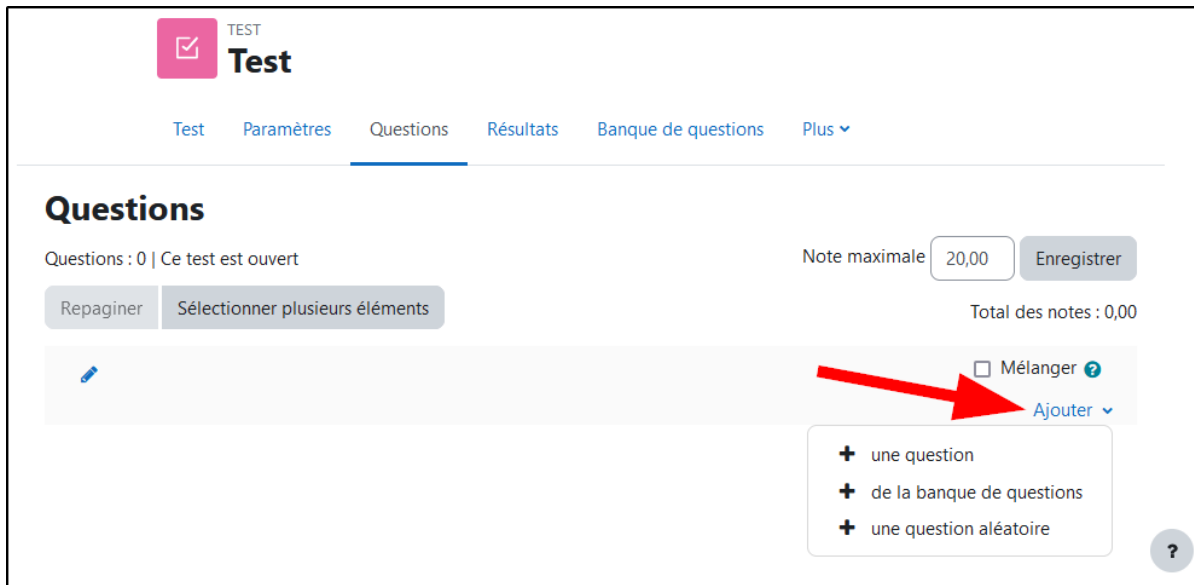 TEST
Test
Test Paramètres Questions Résultats Banque de questions Plus
Questions
Questions : 0 | Ce test est ouvert
Note maximale 20,00 Enregistrer
Repaginer Sélectionner plusieurs éléments
Total des notes : 0,00
Mélanger ?
Ajouter
une question
de la banque de questions
une question aléatoire
?